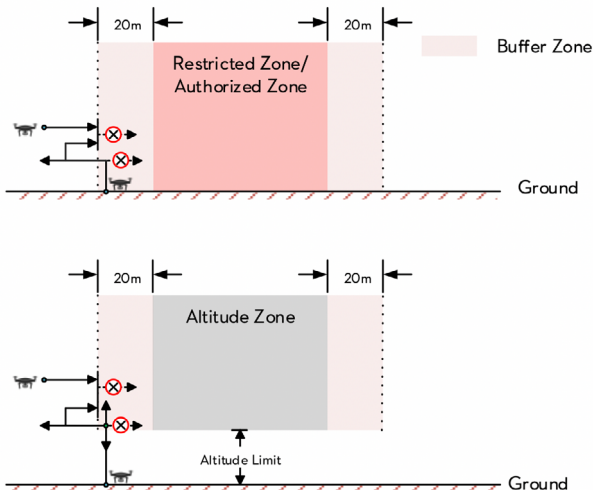 20m
20m
Buffer Zone
Restricted Zone/
Authorized Zone
Ground
20m
20m
Altitude Zone
Altitude Limit
Ground